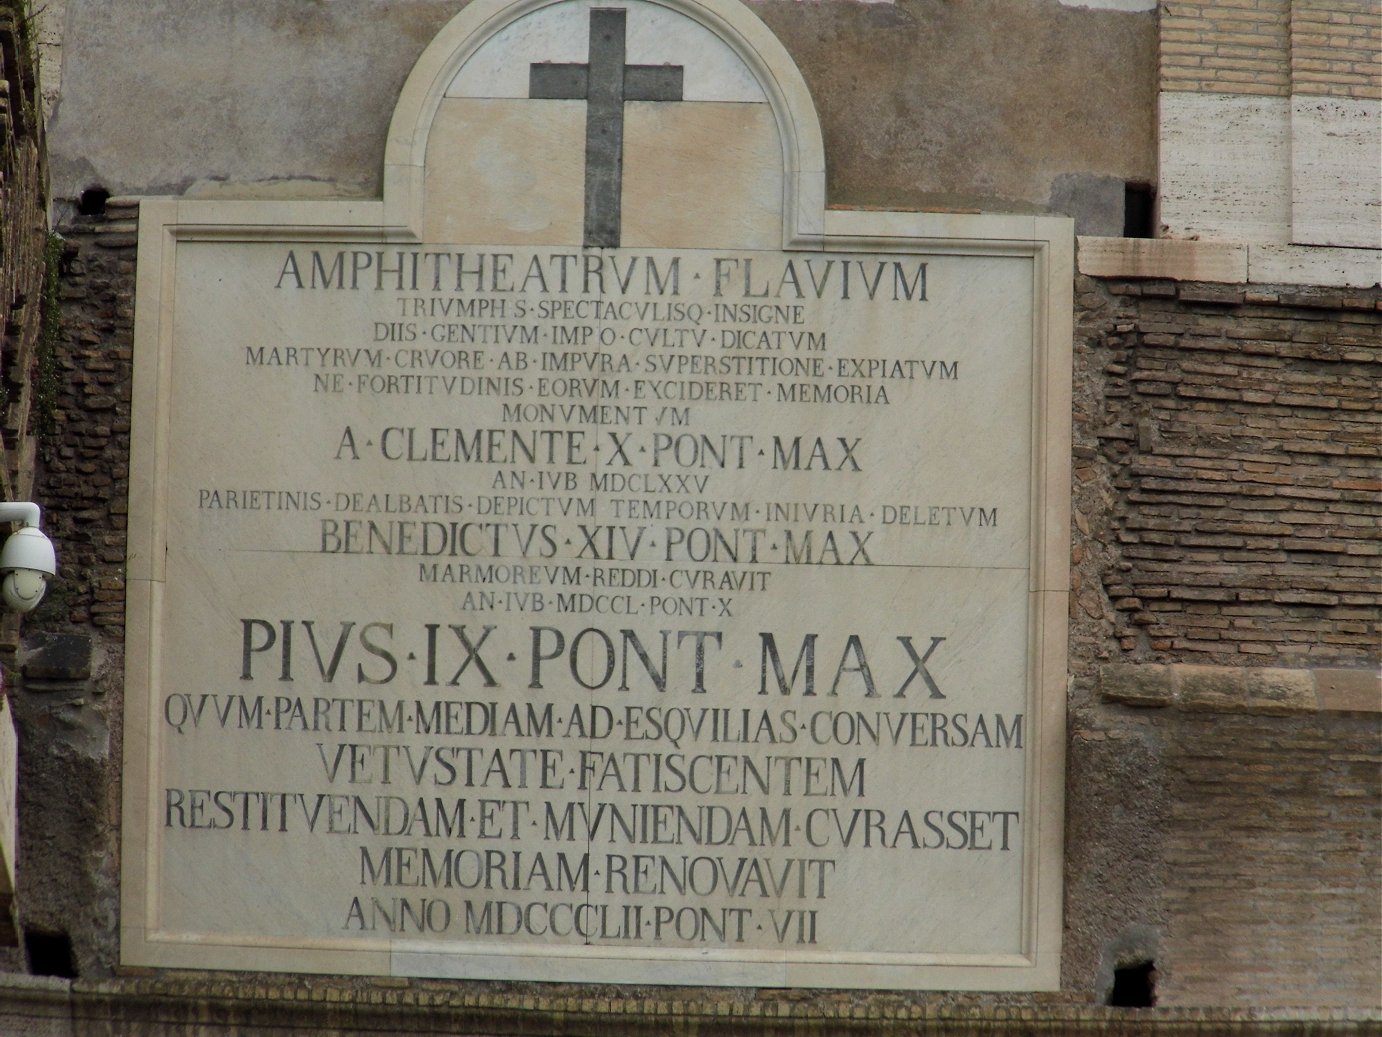 AMPHITHEATRVM · FLAVIVM
TRIVMPHIS · SPECTACVLISQ · INSIGNE
DIIS · GENTIVM · IMPIO · CVLTV · DICATVM
MARTYRVM · CRVORE · AB · IMPVRA · SVPERSTITIONE · EXPIATVM
NE · FORTITVDINIS · EORVM · EXCIDERET · MEMORIA
MONVMENTVM
A · CLEMENTE · X · PONT · MAX
AN · IVB · MDCLXXV
PARIETINIS · DEALBATIS · DEPICTVM · TEMPORVM · INIVRIA · DELETVM
BENEDICTVS · XIV · PONT · MAX
MARMOREVM · REDDI · CVRAVIT
AN · IVB · MDCCL · PONT · X
PIVS · IX · PONT · MAX
QVVM · PARTEM · MEDIAM · AD · ESQVILIAS · CONVERSAM
VETVSTATE · FATISCENTEM
RESTITVENDAM · ET · MVNIENDAM · CVRASSET
MEMORIAM · RENOVAVIT
ANNO · MDCCCLII · PONT · VII